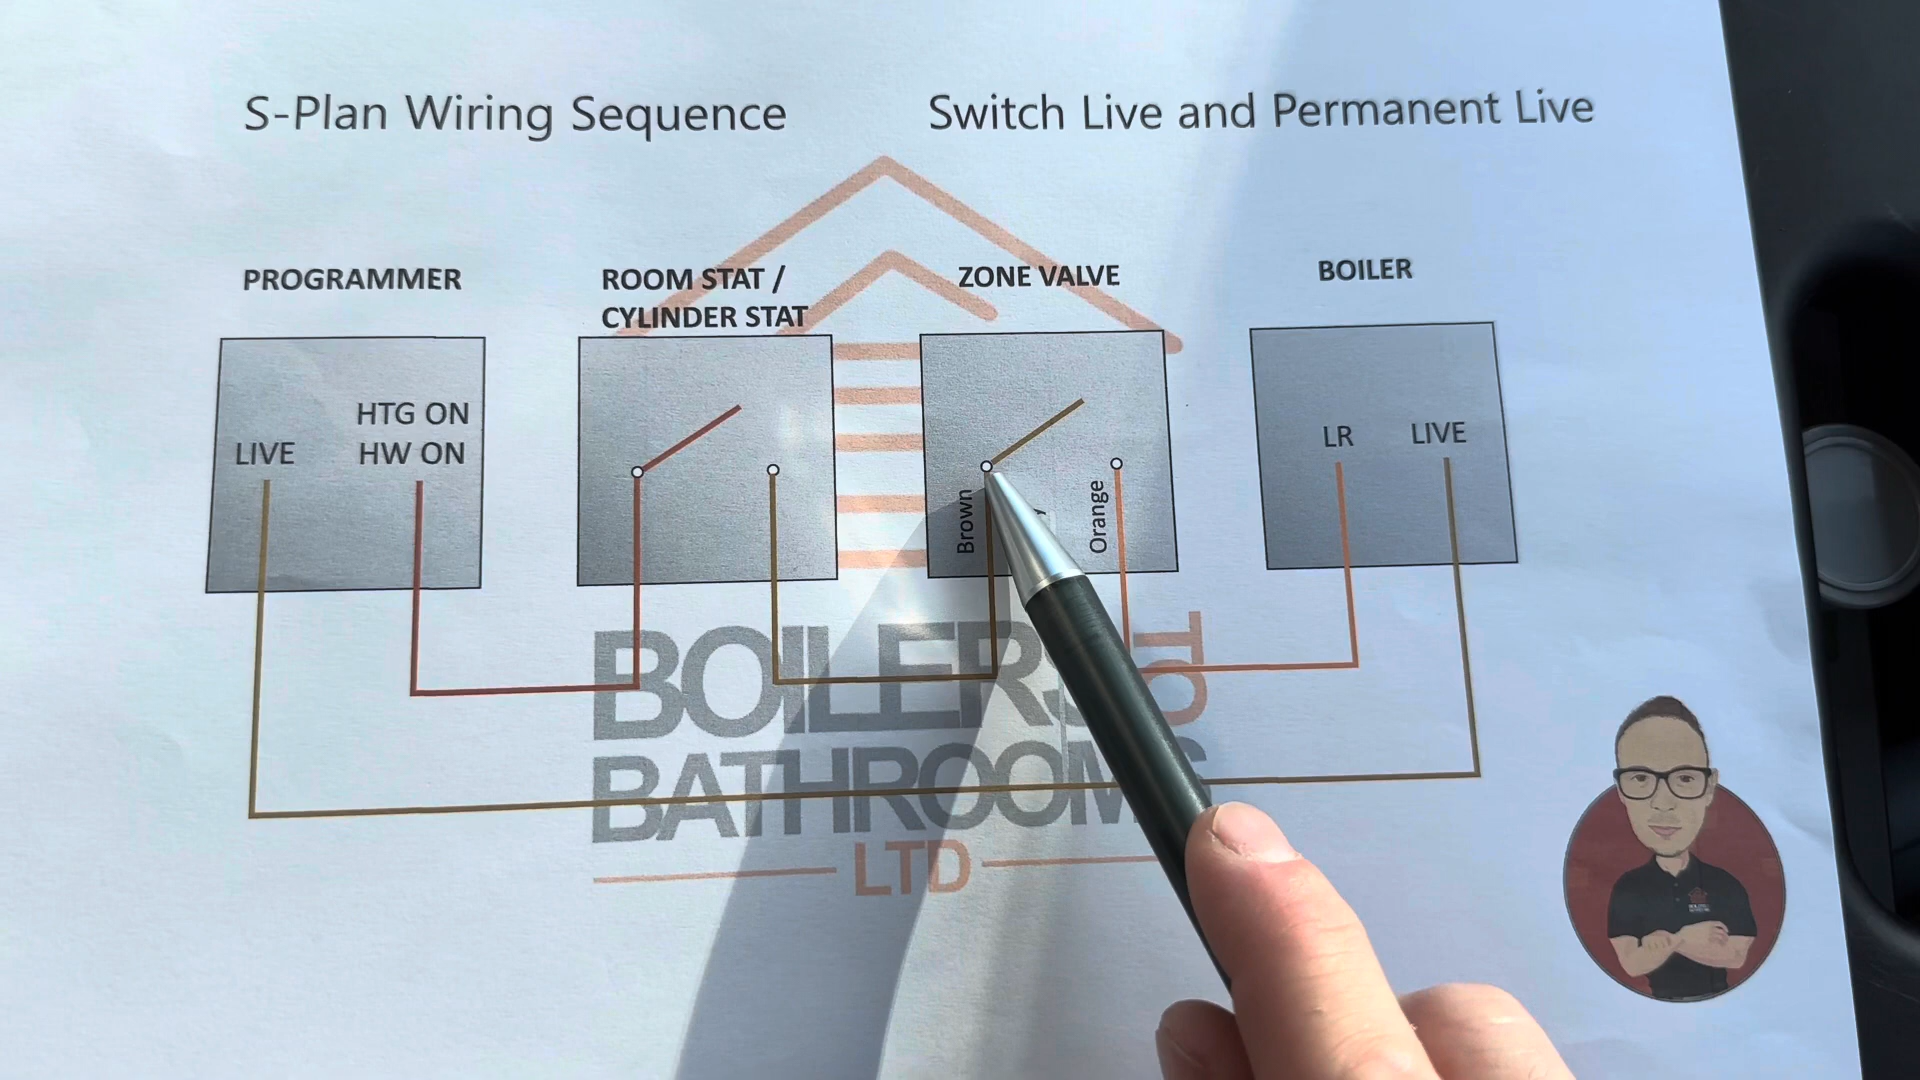 S-Plan Wiring Sequence
Switch Live and Permanent Live
PROGRAMMER
ROOM STAT /
CYLINDER STAT
ZONE VALVE
BOILER
LIVE
HTG ON
HW ON
Brown
Orange
LR
LIVE
BOILERS
TO
BATHROOMS
LTD